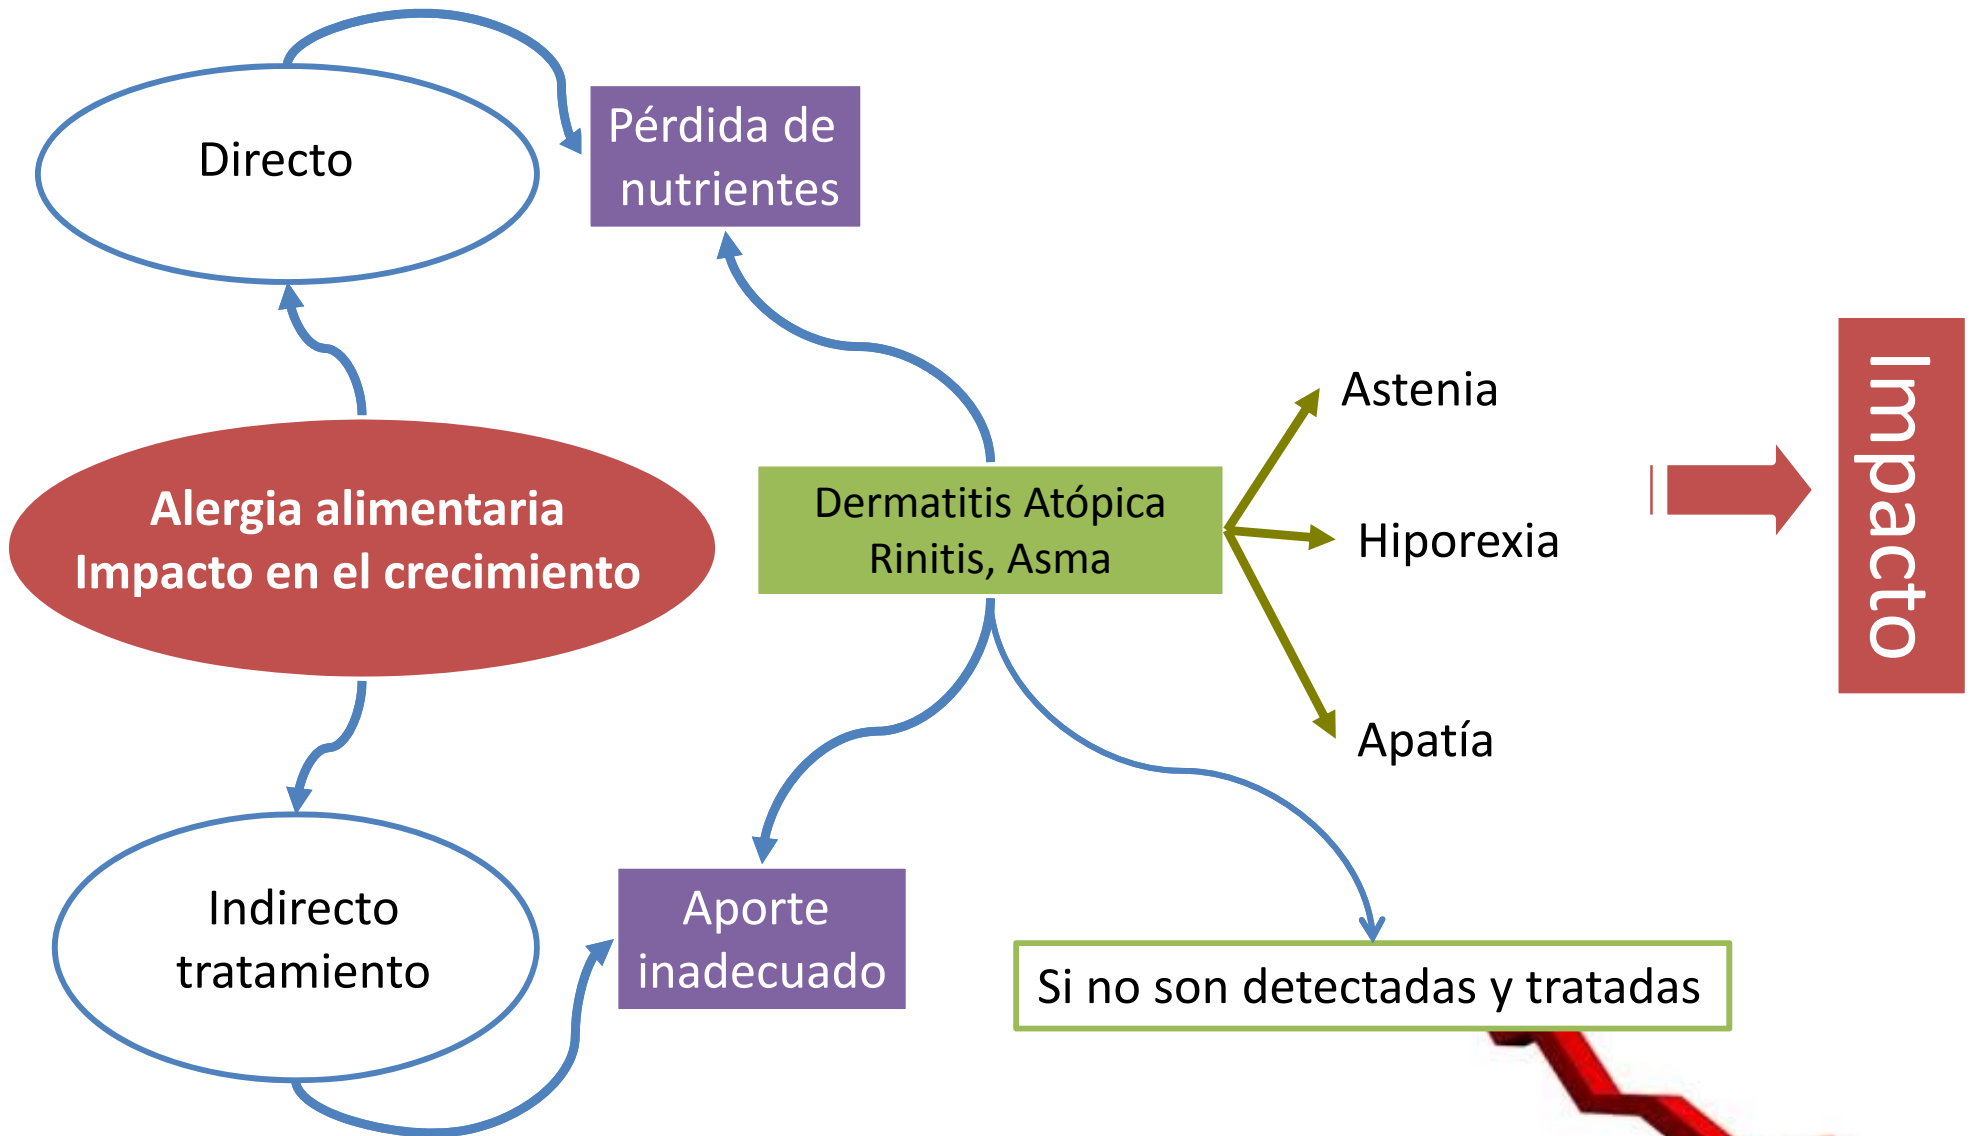 Directo
Pérdida de
nutrientes
Alergia alimentaria
Impacto en el crecimiento
Dermatitis Atópica
Rinitis, Asma
Astenia
Hiporexia
Apatía
Impacto
Indirecto
tratamiento
Aporte
inadecuado
Si no son detectadas y tratadas